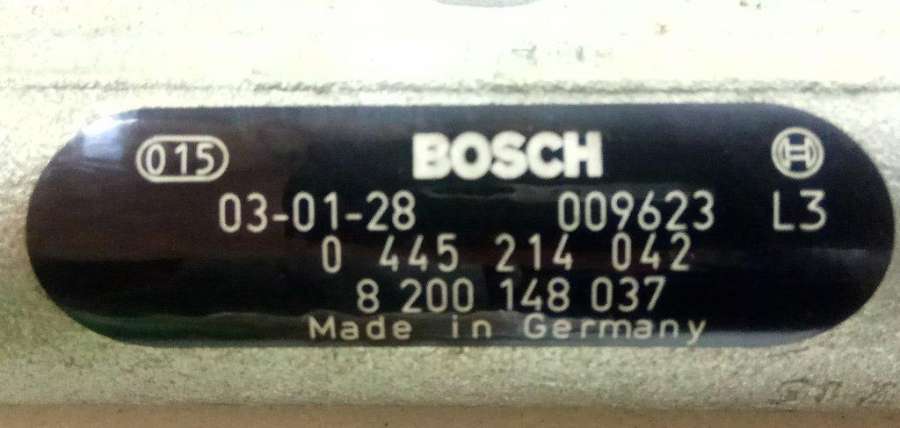 015 BOSCH
03-01-28 009623 L3
0 445 214 042
8 200 148 037
Made in Germany